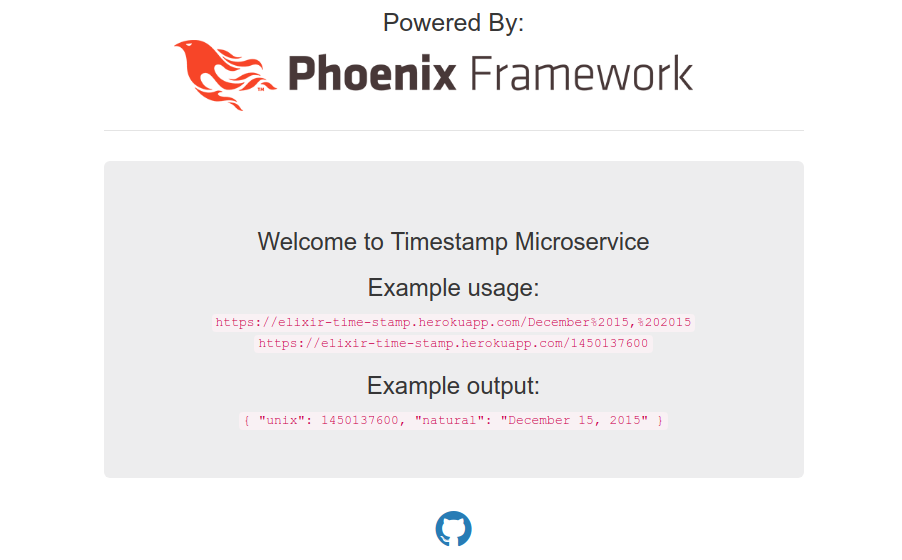 Powered By:
Phoenix Framework
TM
Welcome to Timestamp Microservice
Example usage:
https://elixir-time-stamp.herokuapp.com/December%2015,%202015
https://elixir-time-stamp.herokuapp.com/1450137600
Example output:
{ "unix": 1450137600, "natural": "December 15, 2015" }